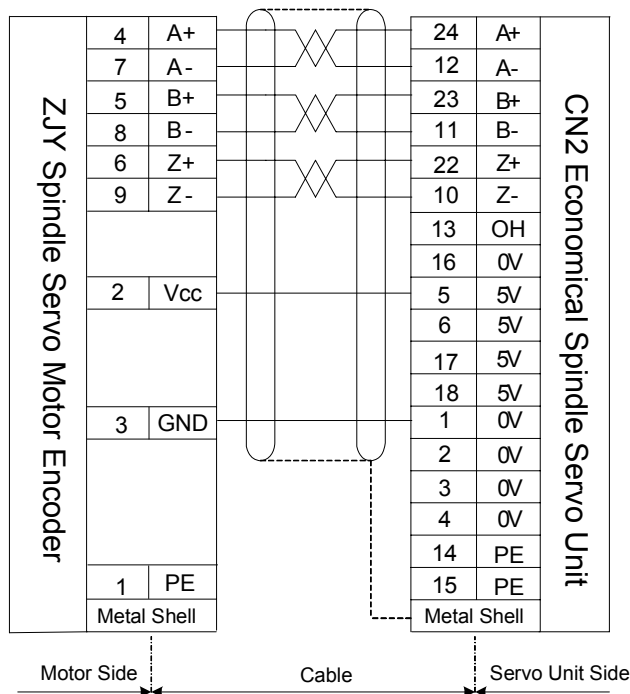 ZJY Spindle Servo Motor Encoder
4 A+
7 A-
5 B+
8 B-
6 Z+
9 Z-
2 Vcc
3 GND
1 PE
Metal Shell
24 A+
12 A-
23 B+
11 B-
22 Z+
10 Z-
13 OH
16 0V
5 5V
6 5V
17 5V
18 5V
1 0V
2 0V
3 0V
4 0V
14 PE
15 PE
Metal Shell
CN2 Economical Spindle Servo Unit
Motor Side
Cable
Servo Unit Side